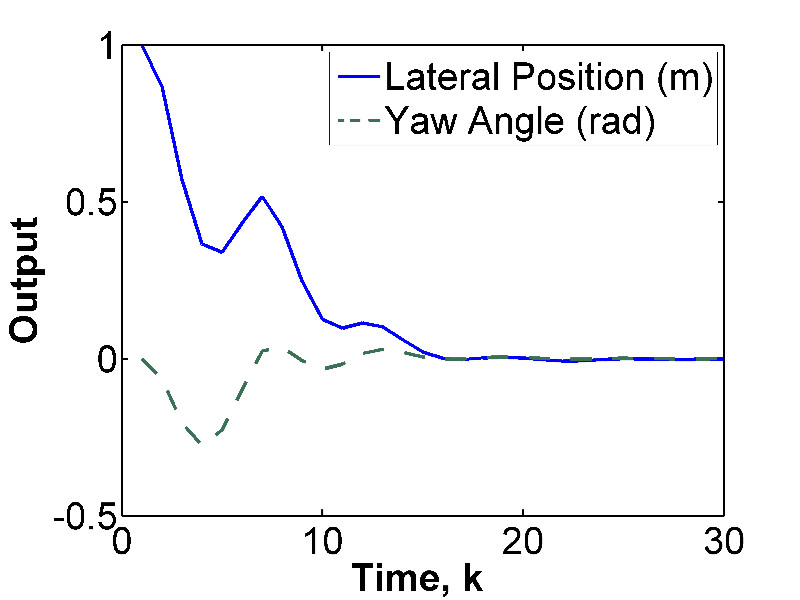 1
0.5
0
-0.5
0
10
20
30
Output
Time, k
Lateral Position (m)
Yaw Angle (rad)